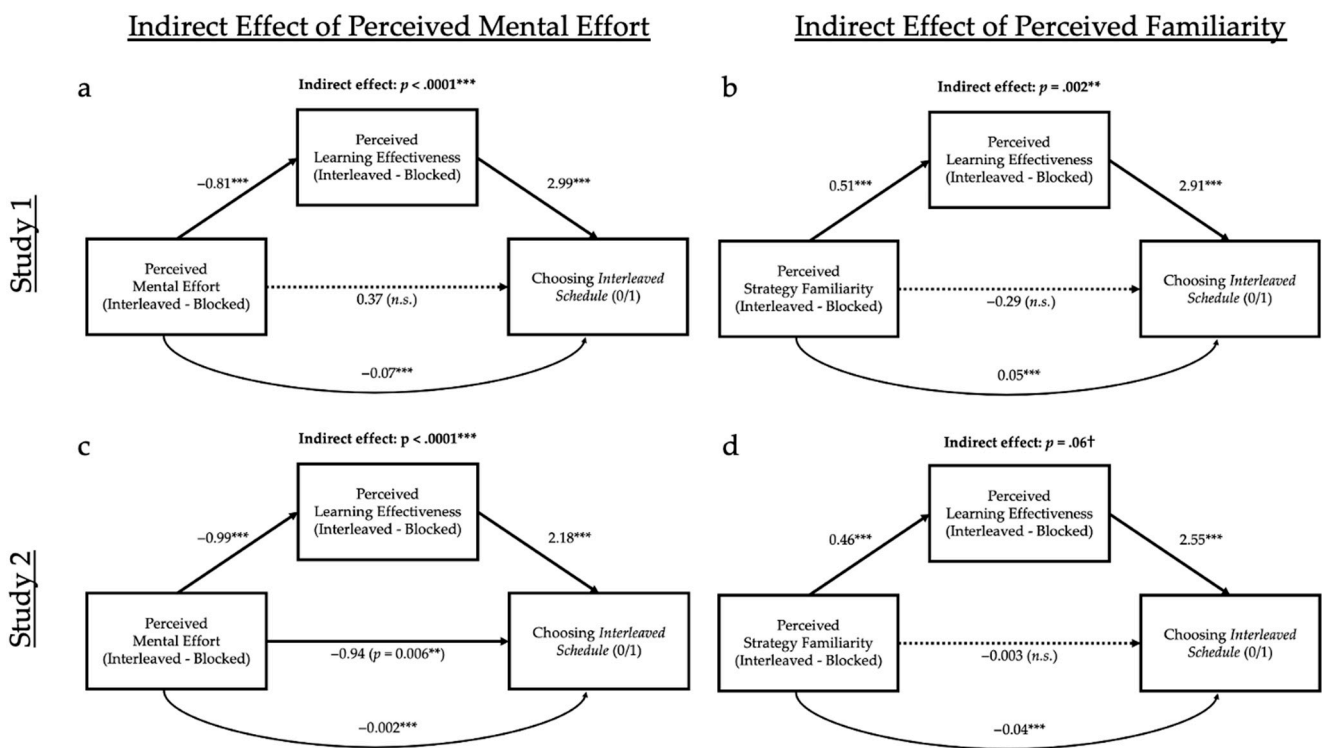 Indirect Effect of Perceived Mental Effort
Indirect Effect of Perceived Familiarity
Study 1
a
Indirect effect: p < .0001***
Perceived
Learning Effectiveness
(Interleaved - Blocked)
−0.81***
2.99***
Perceived
Mental Effort
(Interleaved - Blocked)
0.37 (n.s.)
Choosing Interleaved
Schedule (0/1)
−0.07***
b
Indirect effect: p = .002**
Perceived
Learning Effectiveness
(Interleaved - Blocked)
0.51***
2.91***
Perceived
Strategy Familiarity
(Interleaved - Blocked)
−0.29 (n.s.)
Choosing Interleaved
Schedule (0/1)
0.05***
Study 2
c
Indirect effect: p < .0001***
Perceived
Learning Effectiveness
(Interleaved - Blocked)
−0.99***
2.18***
Perceived
Mental Effort
(Interleaved - Blocked)
−0.94 (p = 0.006**)
Choosing Interleaved
Schedule (0/1)
−0.002***
d
Indirect effect: p = .06†
Perceived
Learning Effectiveness
(Interleaved - Blocked)
0.46***
2.55***
Perceived
Strategy Familiarity
(Interleaved - Blocked)
−0.003 (n.s.)
Choosing Interleaved
Schedule (0/1)
−0.04***